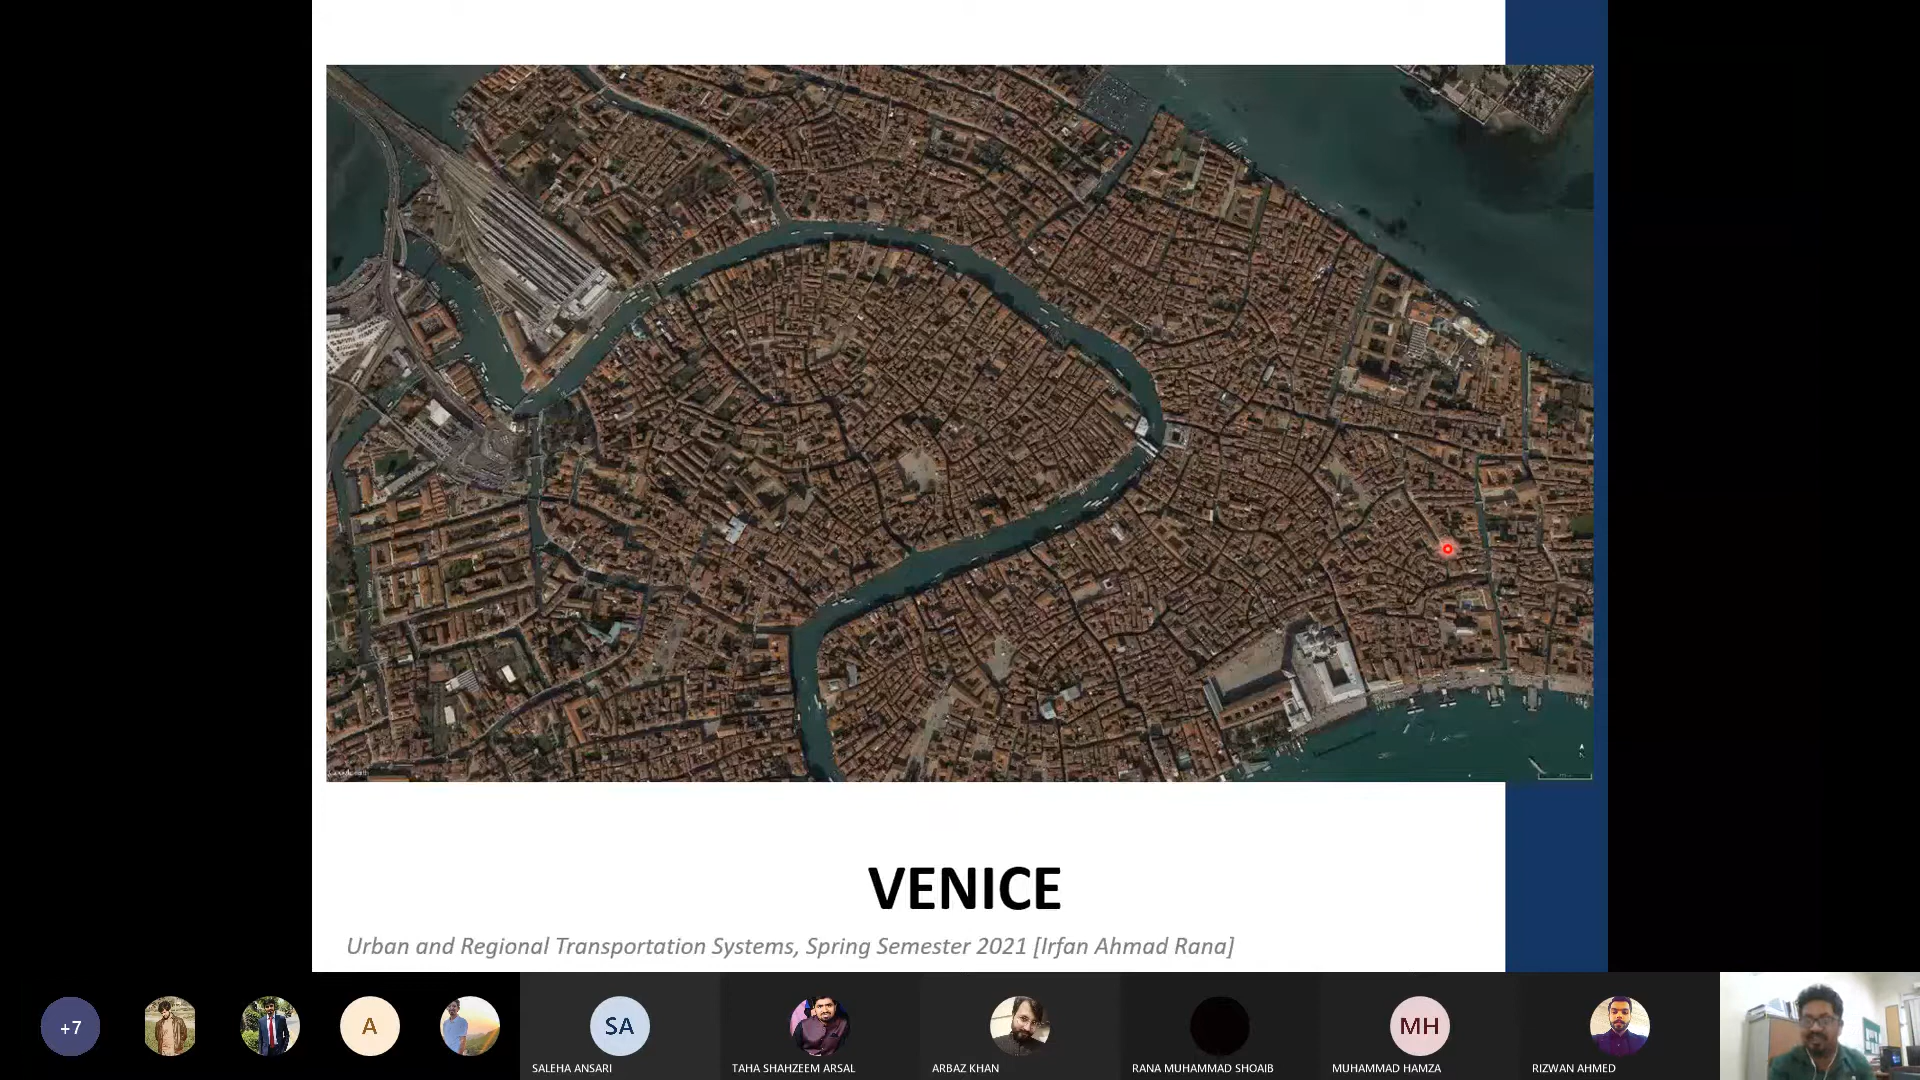 VENICE
Urban and Regional Transportation Systems, Spring Semester 2021 [Irfan Ahmad Rana]
+7
A
SA
MH
SALEHA ANSARI
TAHA SHAHZEEM ARSAL
ARBAZ KHAN
RANA MUHAMMAD SHOAIB
MUHAMMAD HAMZA
RIZWAN AHMED